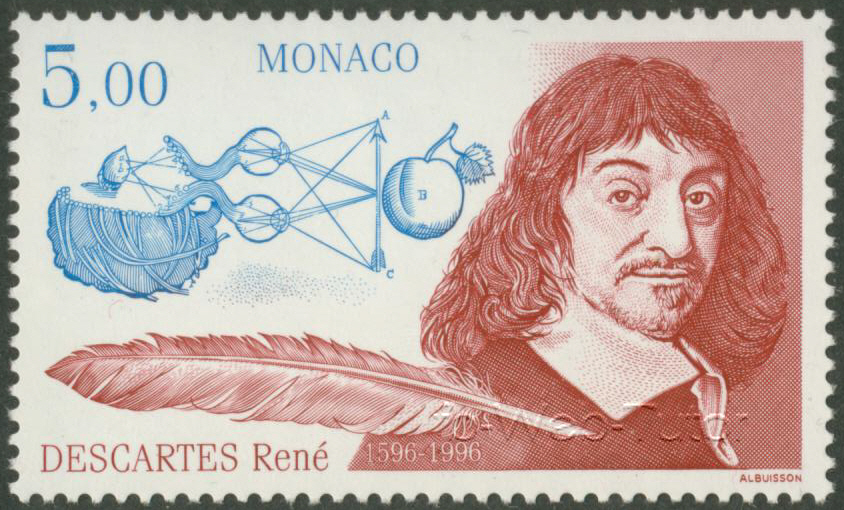 5,00
MONACO
A
B
C
DESCARTES René
1596-1996
ALBUISSON